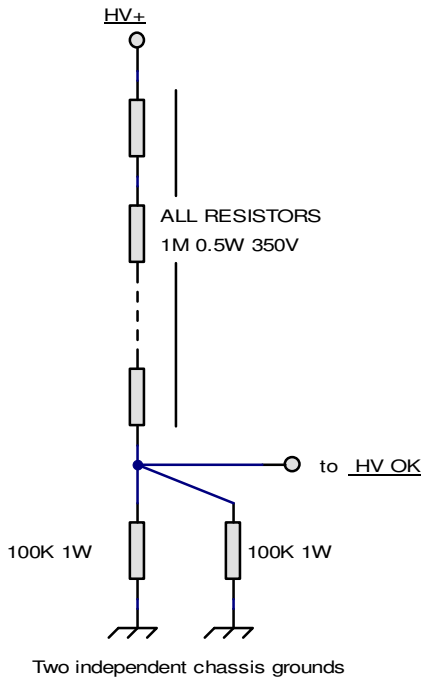 HV+
ALL RESISTORS
1M 0.5W 350V
to HV OK
100K 1W
100K 1W
Two independent chassis grounds